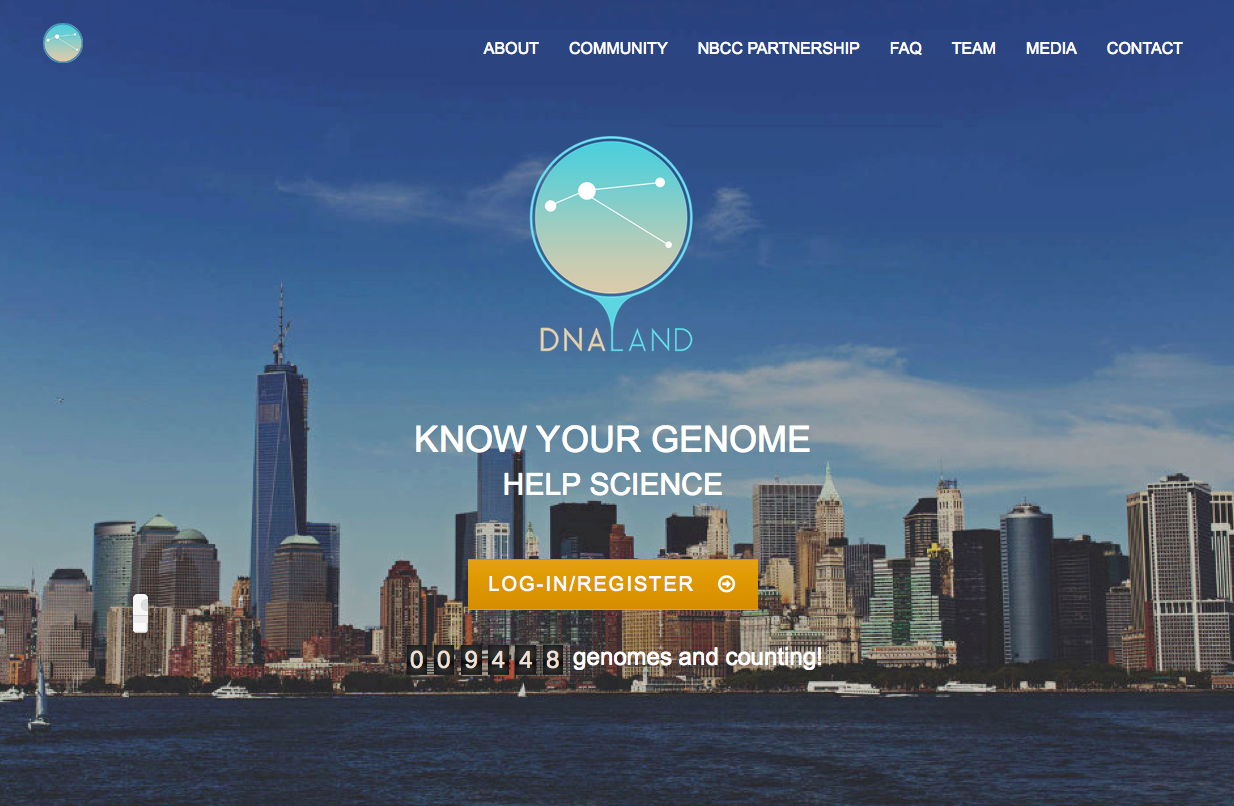 ABOUT COMMUNITY NBCC PARTNERSHIP FAQ TEAM MEDIA CONTACT
DNALAND
KNOW YOUR GENOME
HELP SCIENCE
LOG-IN/REGISTER
009448 genomes and counting!